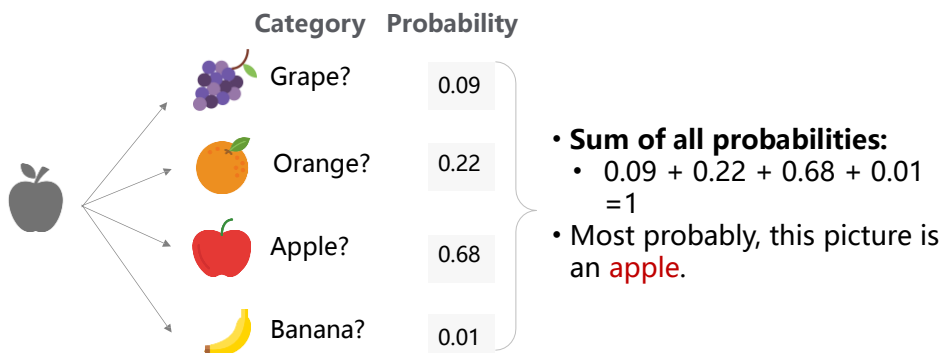 Category Probability
Grape? 0.09
Orange? 0.22
Apple? 0.68
Banana? 0.01
• Sum of all probabilities:
• 0.09 + 0.22 + 0.68 + 0.01
=1
• Most probably, this picture is
an apple.